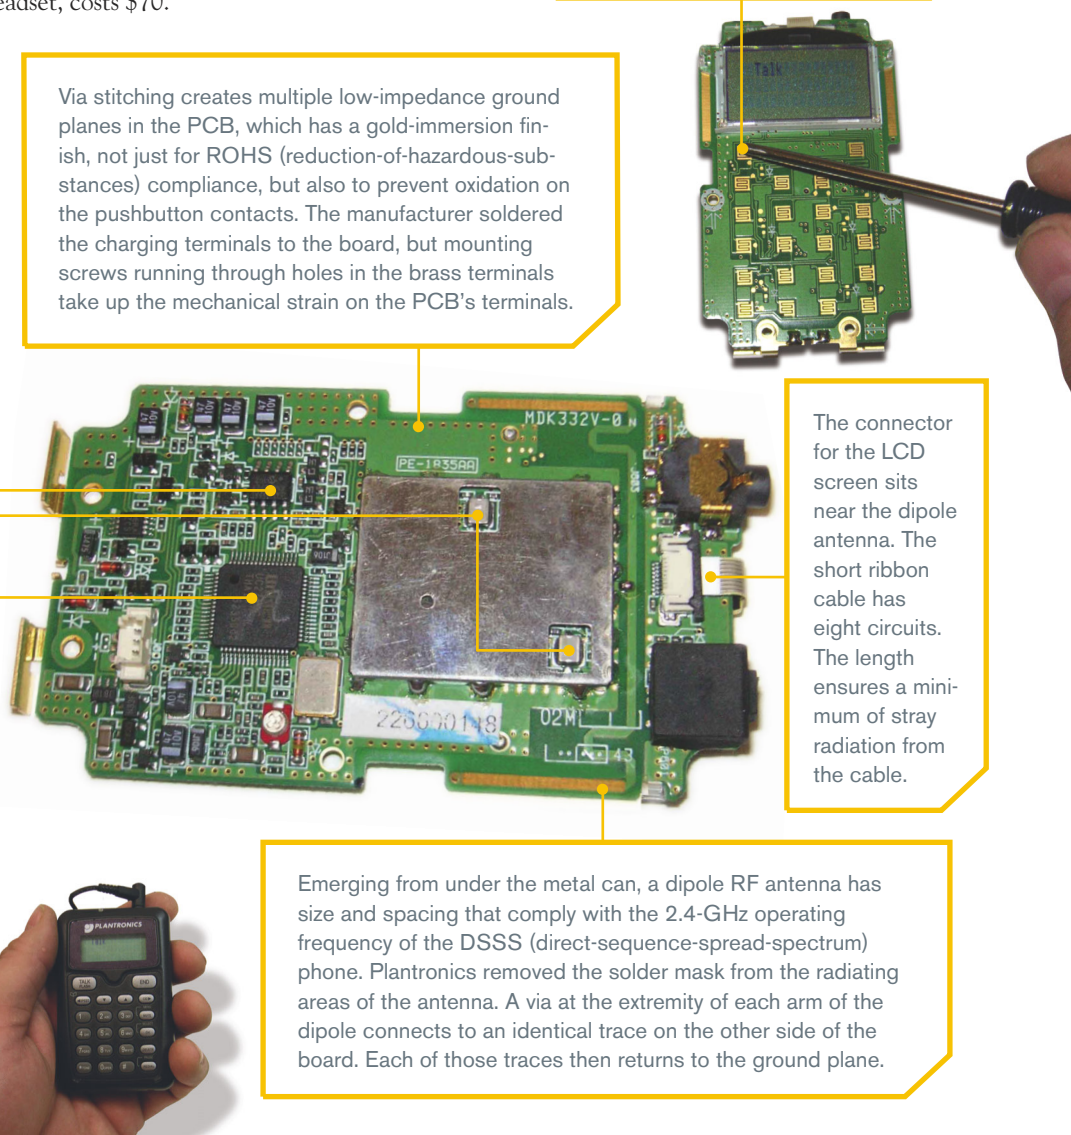 eadset, costs $70.
Talk
Via stitching creates multiple low-impedance ground
planes in the PCB, which has a gold-immersion fin-
ish, not just for ROHS (reduction-of-hazardous-sub-
stances) compliance, but also to prevent oxidation on
the pushbutton contacts. The manufacturer soldered
the charging terminals to the board, but mounting
screws running through holes in the brass terminals
take up the mechanical strain on the PCB's terminals.
MDK332V-0 N
PE-1835AA
J503
02M
The connector
for the LCD
screen sits
near the dipole
antenna. The
short ribbon
cable has
eight circuits.
The length
ensures a mini-
mum of stray
radiation from
the cable.
Emerging from under the metal can, a dipole RF antenna has
size and spacing that comply with the 2.4-GHz operating
frequency of the DSSS (direct-sequence-spread-spectrum)
phone. Plantronics removed the solder mask from the radiating
areas of the antenna. A via at the extremity of each arm of the
dipole connects to an identical trace on the other side of the
board. Each of those traces then returns to the ground plane.
PLANTRONICS
TALK
END